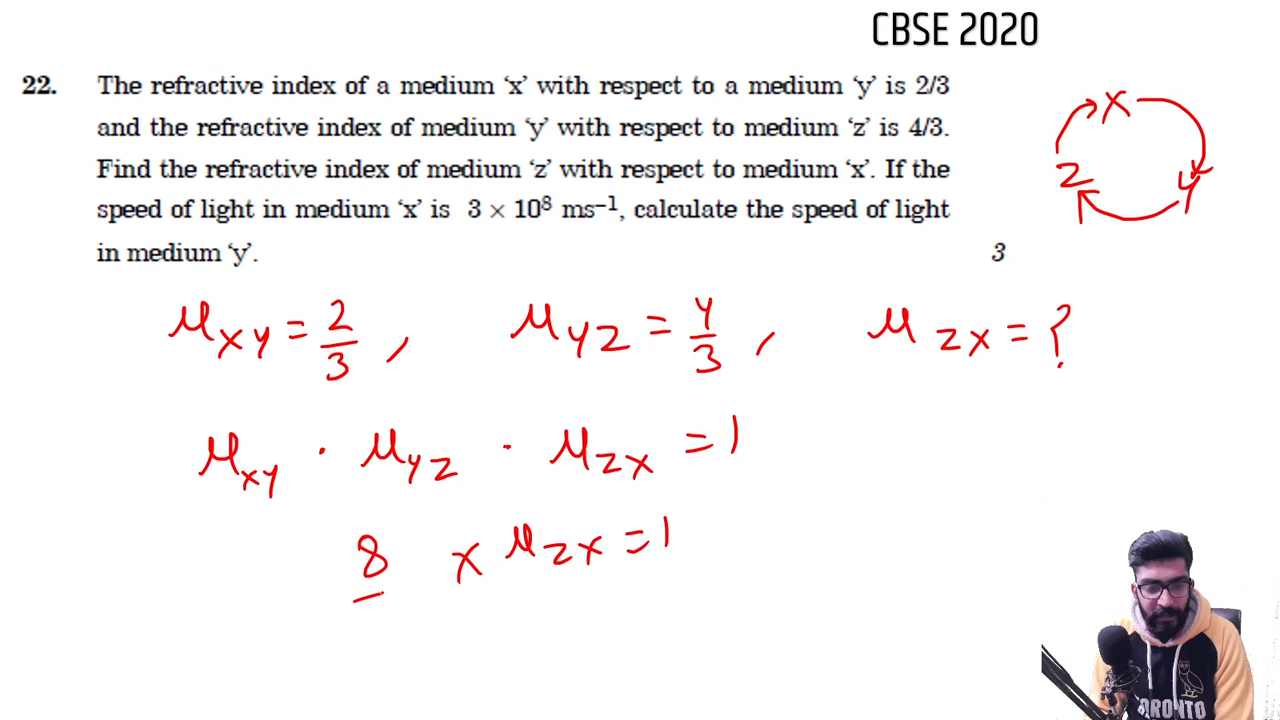 CBSE 2020
22. The refractive index of a medium ‘x’ with respect to a medium ‘y’ is 2/3
and the refractive index of medium ‘y’ with respect to medium ‘z’ is 4/3.
Find the refractive index of medium ‘z’ with respect to medium ‘x’. If the
speed of light in medium ‘x’ is 3 × 10⁸ ms⁻¹, calculate the speed of light
in medium ‘y’. 3
X
Z Y
μxy = 2/3 , μyz = 4/3 , μzx = ?
μxy · μyz · μzx = 1
8 × μzx = 1
TORONTO